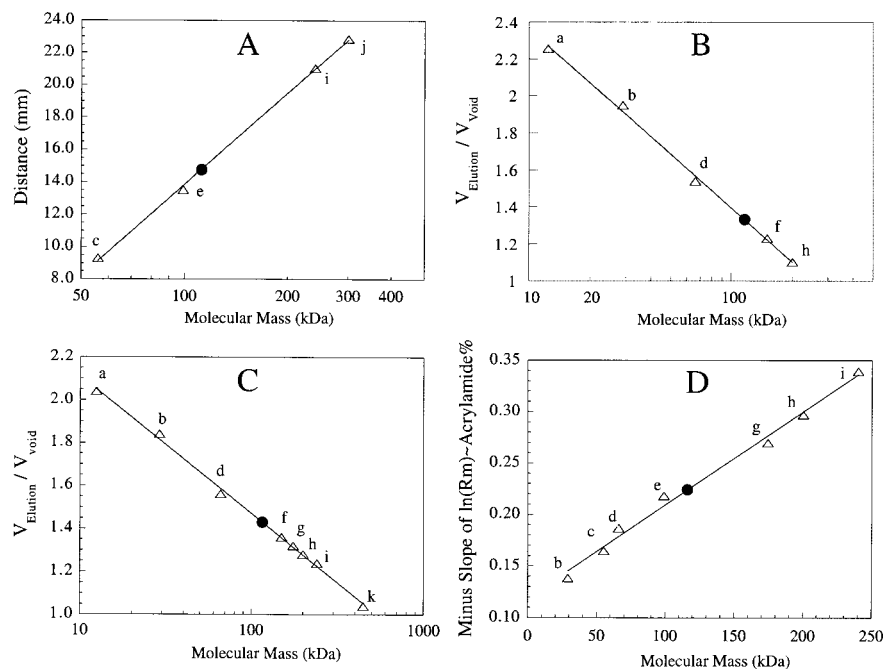 A
24.0
22.0
20.0
18.0
16.0
14.0
12.0
10.0
8.0
Distance (mm)
c
e
i
j
50
100
200
300
400
500
Molecular Mass (kDa)
B
2.4
2.2
2
1.8
1.6
1.4
1.2
1
V Elution / V Void
a
b
d
f
h
10
20
100
Molecular Mass (kDa)
C
2.2
2.0
1.8
1.6
1.4
1.2
1.0
V Elution / V void
a
b
d
f
g
h
i
k
10
100
1000
Molecular Mass (kDa)
D
0.35
0.30
0.25
0.20
0.15
0.10
Minus Slope of ln(Rm)~Acrylamide%
b
c
d
e
g
h
i
0
50
100
150
200
250
Molecular Mass (kDa)